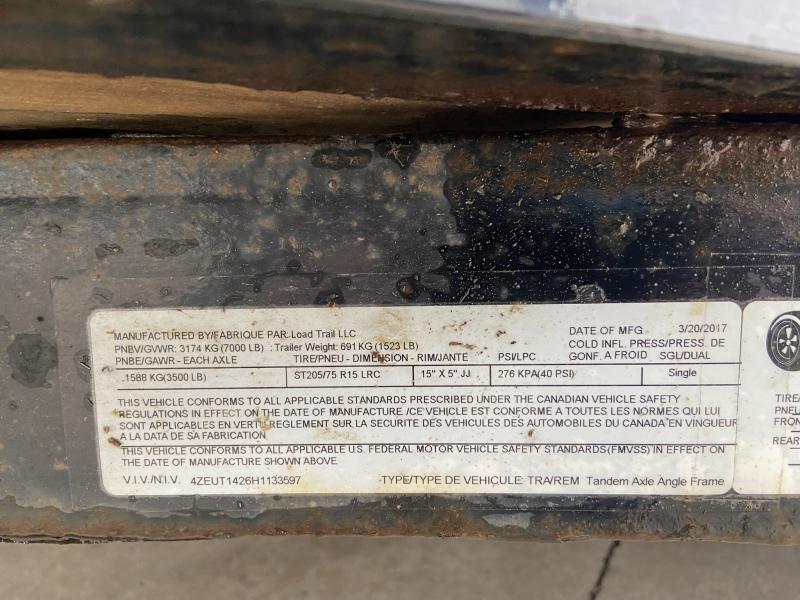 MANUFACTURED BY/FABRIQUE PAR: Load Trail LLC DATE OF MFG 3/20/2017
PNBV/GVWR: 3174 KG (7000 LB) : Trailer Weight: 691 KG (1523 LB) COLD INFL. PRESS/PRESS. DE
PNBE/GAWR - EACH AXLE TIRE/PNEU - DIMENSION - RIM/JANTE PSI/LPC GONF. A FROID SGL/DUAL
1588 KG(3500 LB) ST205/75 R15 LRC 15" X 5" JJ 276 KPA(40 PSI) Single
THIS VEHICLE CONFORMS TO ALL APPLICABLE STANDARDS PRESCRIBED UNDER THE CANADIAN VEHICLE SAFETY
REGULATIONS IN EFFECT ON THE DATE OF MANUFACTURE./CE VEHICLE EST CONFORME A TOUTES LES NORMES QUI LUI
SONT APPLICABLES EN VERTU REGLEMENT SUR LA SECURITE DES VEHICULES DES AUTOMOBILES DU CANADA EN VINGUEUR
A LA DATA DE SA FABRICATION.
THIS VEHICLE CONFORMS TO ALL APPLICABLE U.S. FEDERAL MOTOR VEHICLE SAFETY STANDARDS(FMVSS) IN EFFECT ON
THE DATE OF MANUFACTURE SHOWN ABOVE.
V.I.V./N.I.V. 4ZEUT1426H1133597 TYPE/TYPE DE VEHICULE: TRA/REM Tandem Axle Angle Frame
TIRE/
PNEU
FRON
REAR